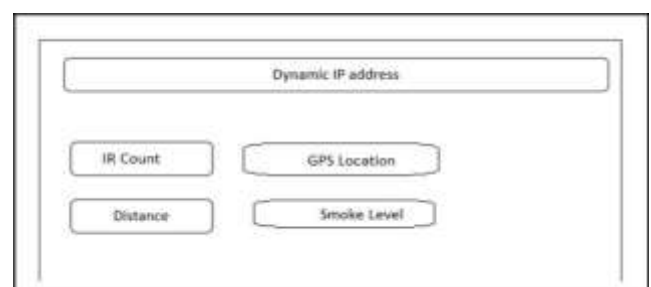 Dynamic IP address
IR Count
GPS Location
Distance
Smoke Level